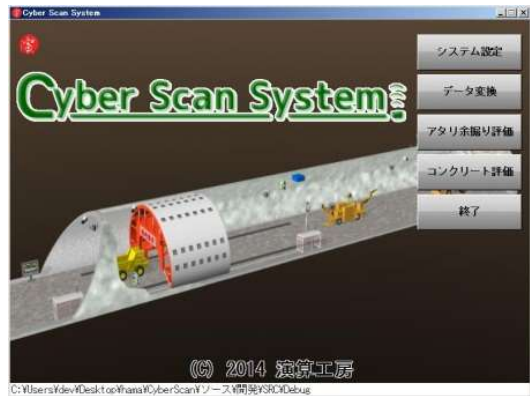 Cyber Scan System
Cyber Scan System
システム設定
データ変換
アタリ余掘り評価
コンクリート評価
終了
(C) 2014 演算工房
C:¥Users¥dev¥Desktop¥hama¥CyberScan¥ソース¥開発¥SRC¥Debug